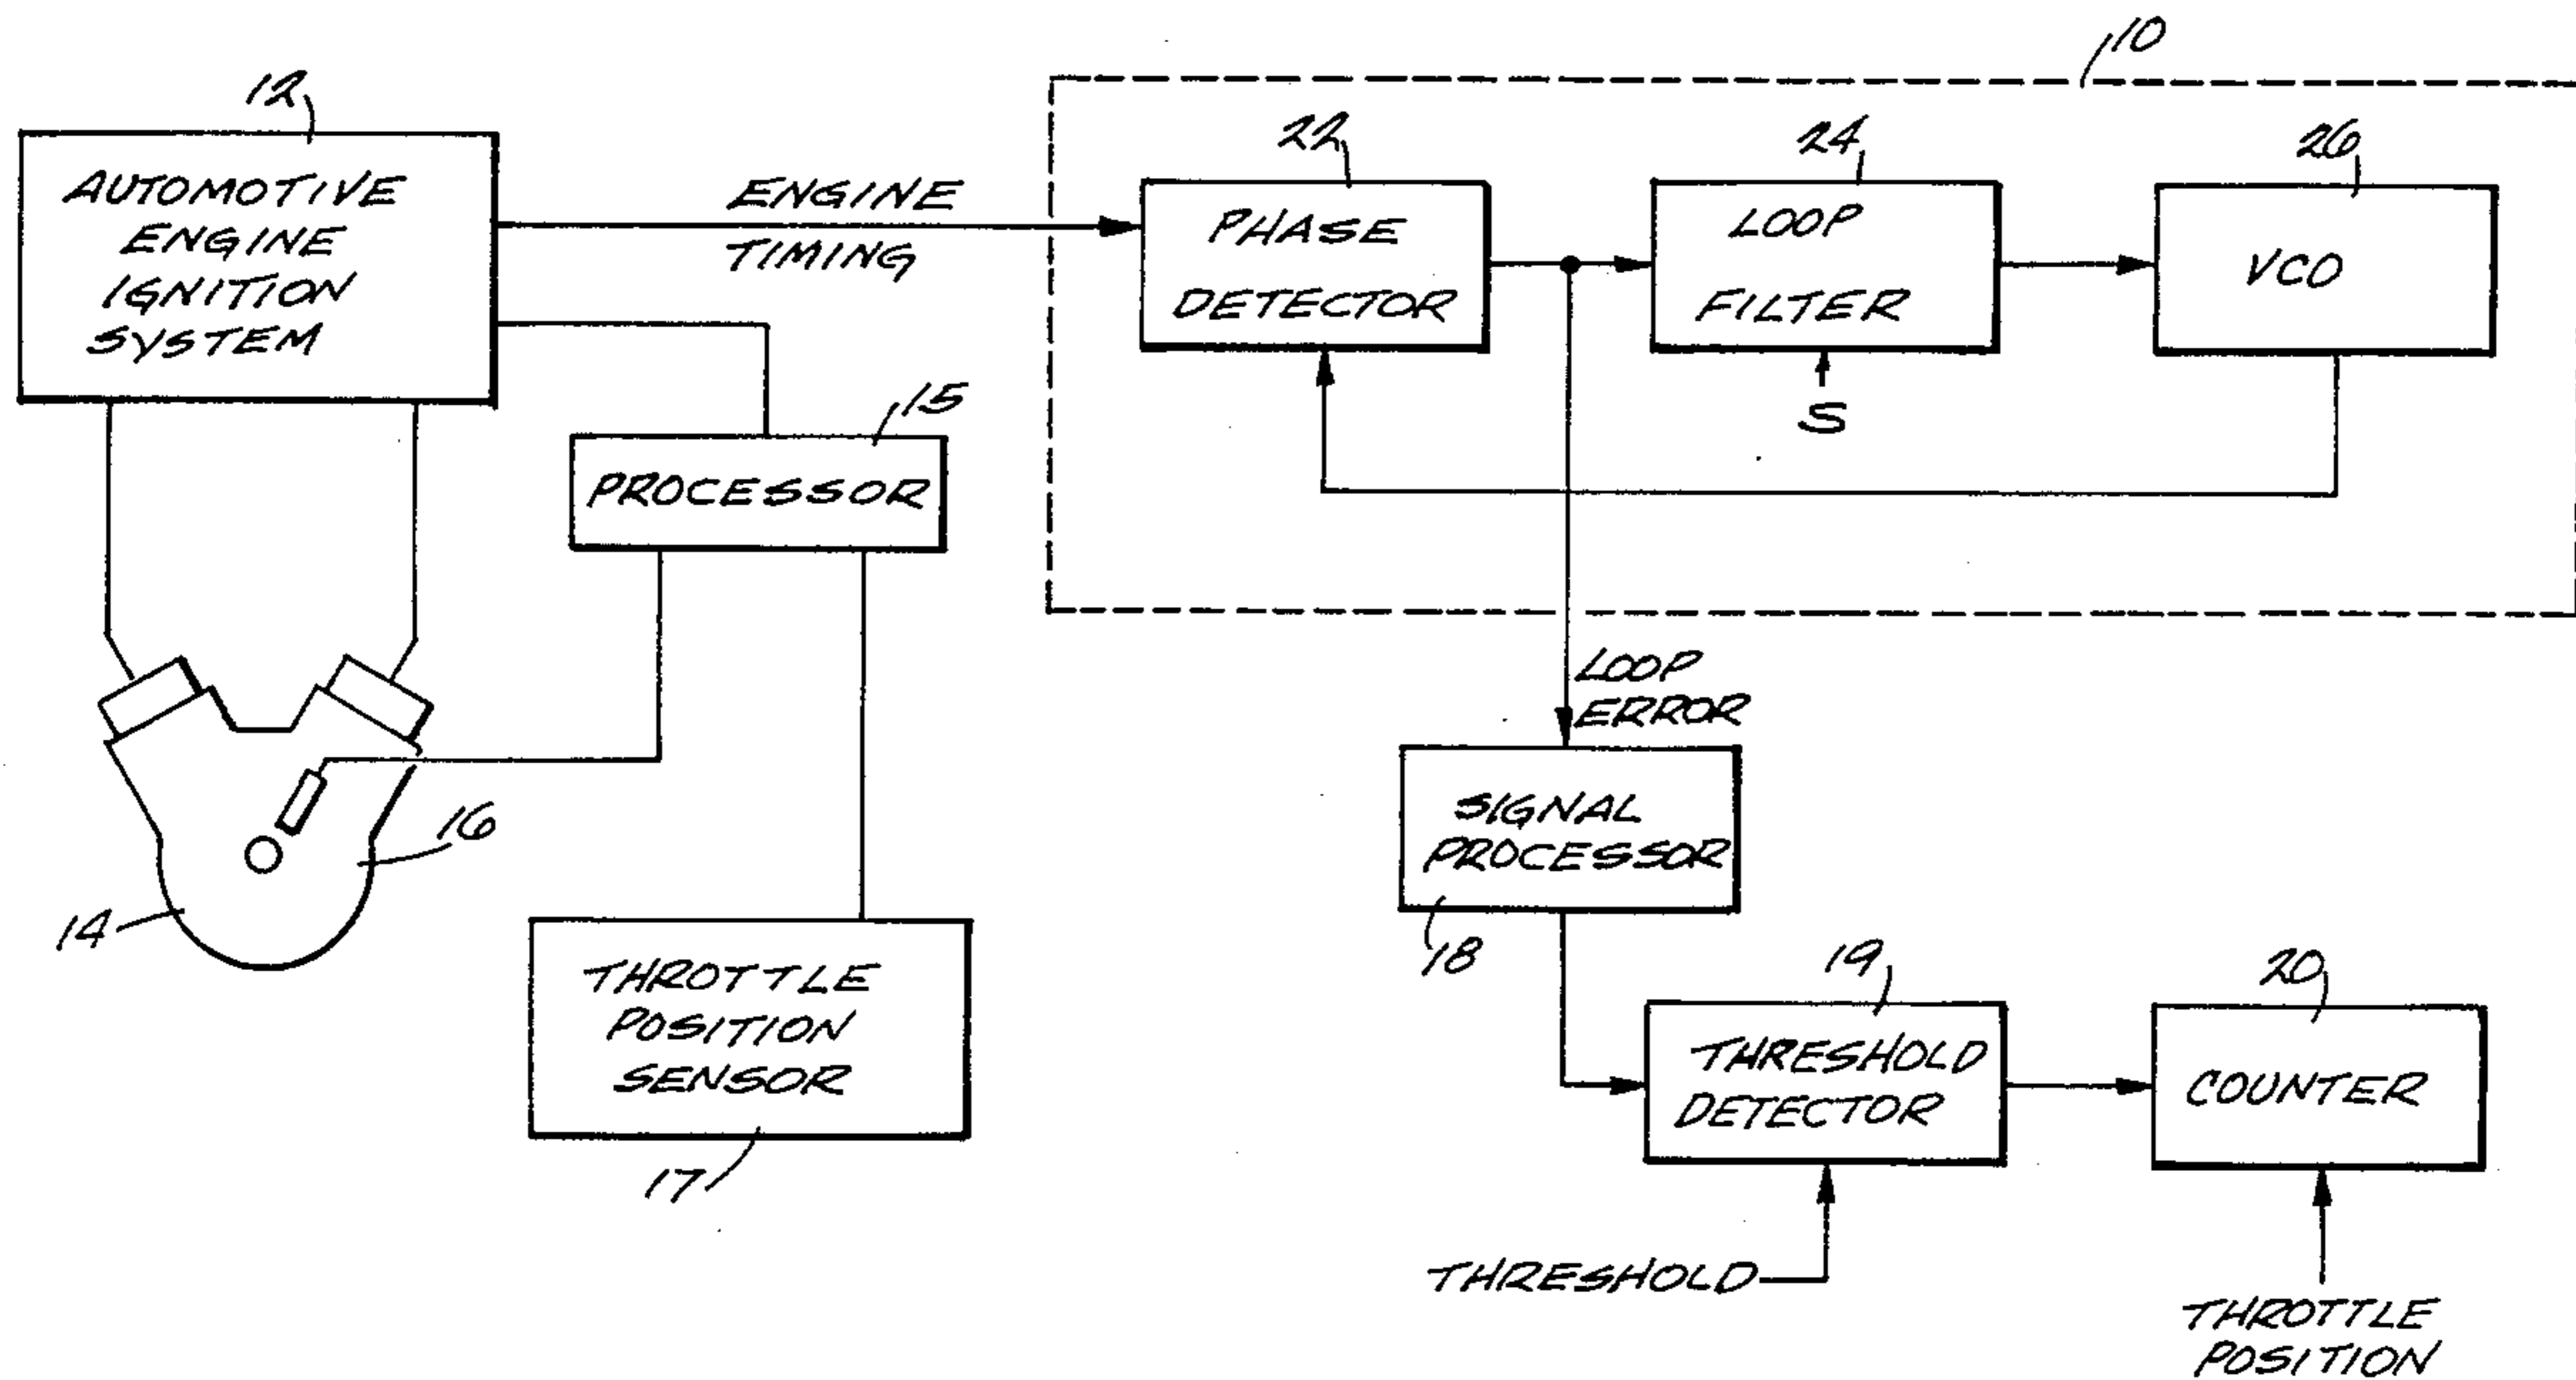 10
12
AUTOMOTIVE
ENGINE
IGNITION
SYSTEM
ENGINE
TIMING
22
PHASE
DETECTOR
24
LOOP
FILTER
S
26
VCO
15
PROCESSOR
16
14
THROTTLE
POSITION
SENSOR
17
LOOP
ERROR
SIGNAL
PROCESSOR
18
19
THRESHOLD
DETECTOR
20
COUNTER
THRESHOLD
THROTTLE
POSITION